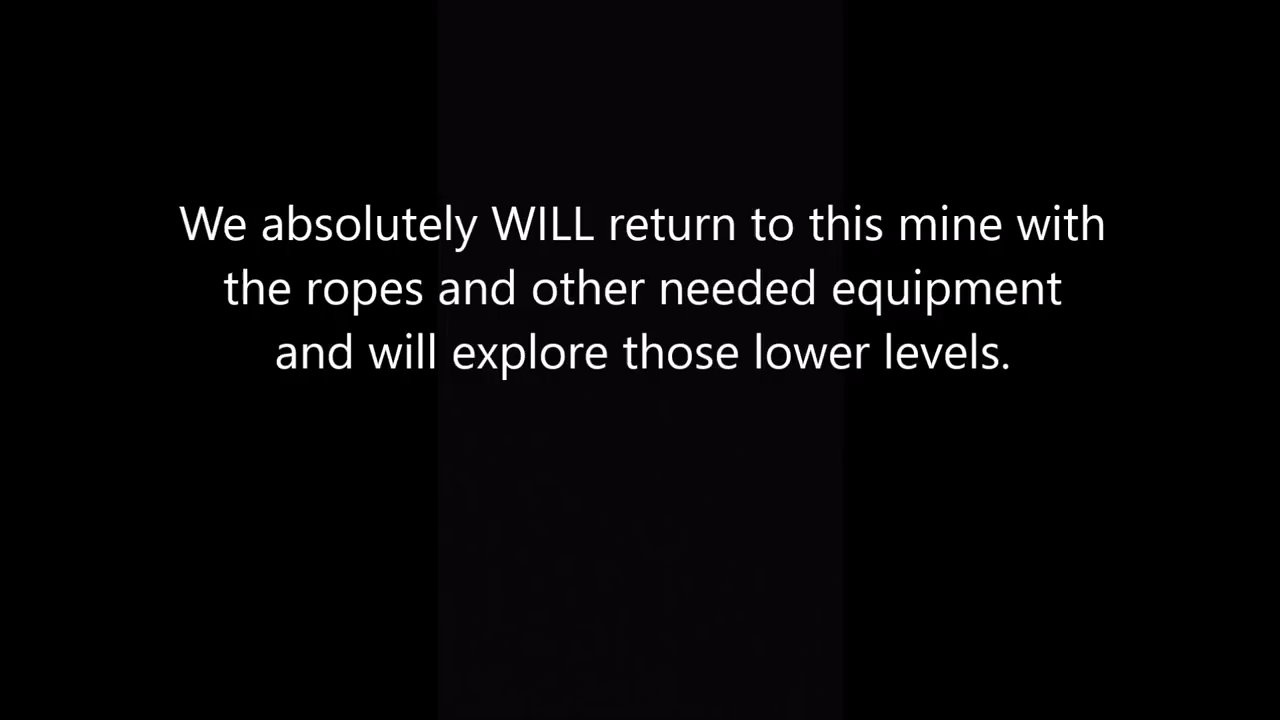 We absolutely WILL return to this mine with
the ropes and other needed equipment
and will explore those lower levels.